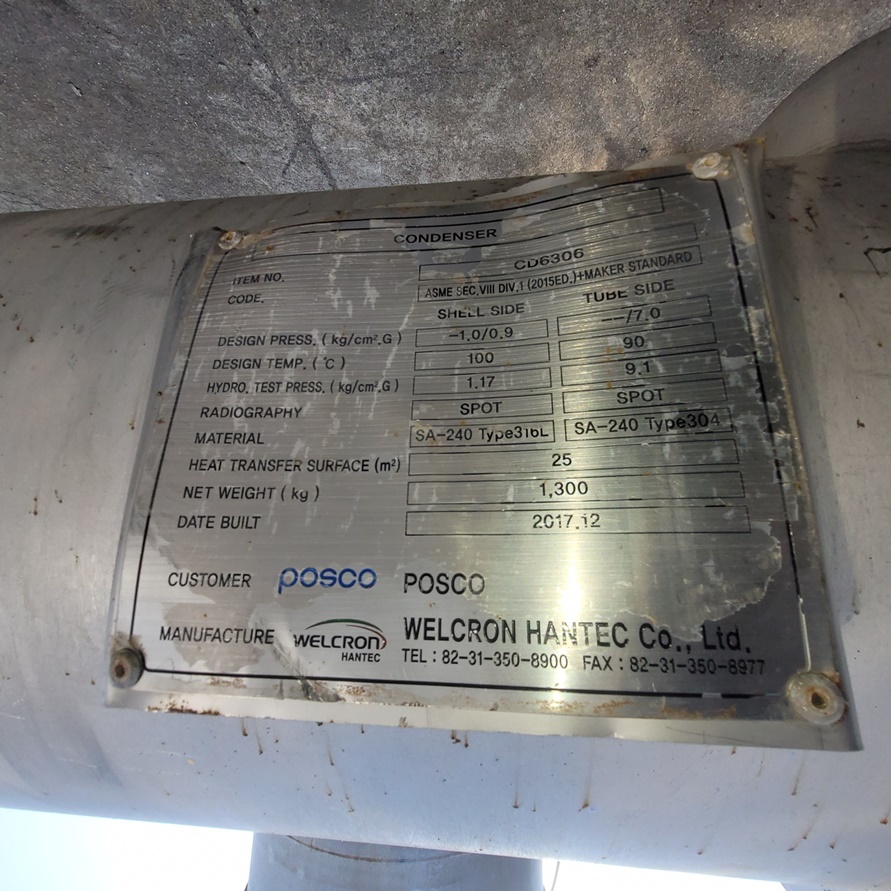 CONDENSER
ITEM NO. CD6306
CODE. ASME SEC.VIII DIV.1 (2015ED.)+MAKER STANDARD
SHELL SIDE TUBE SIDE
DESIGN PRESS. ( kg/cm².G ) -1.0/0.9 --/7.0
DESIGN TEMP. ( °C ) 100 90
HYDRO. TEST PRESS. ( kg/cm².G ) 1.17 9.1
RADIOGRAPHY SPOT SPOT
MATERIAL SA-240 Type316L SA-240 Type304
HEAT TRANSFER SURFACE (m²) 25
NET WEIGHT ( kg ) 1,300
DATE BUILT 2017.12
CUSTOMER posco POSCO
MANUFACTURE WELCRON HANTEC WELCRON HANTEC Co., Ltd.
TEL : 82-31-350-8900 FAX : 82-31-350-8977